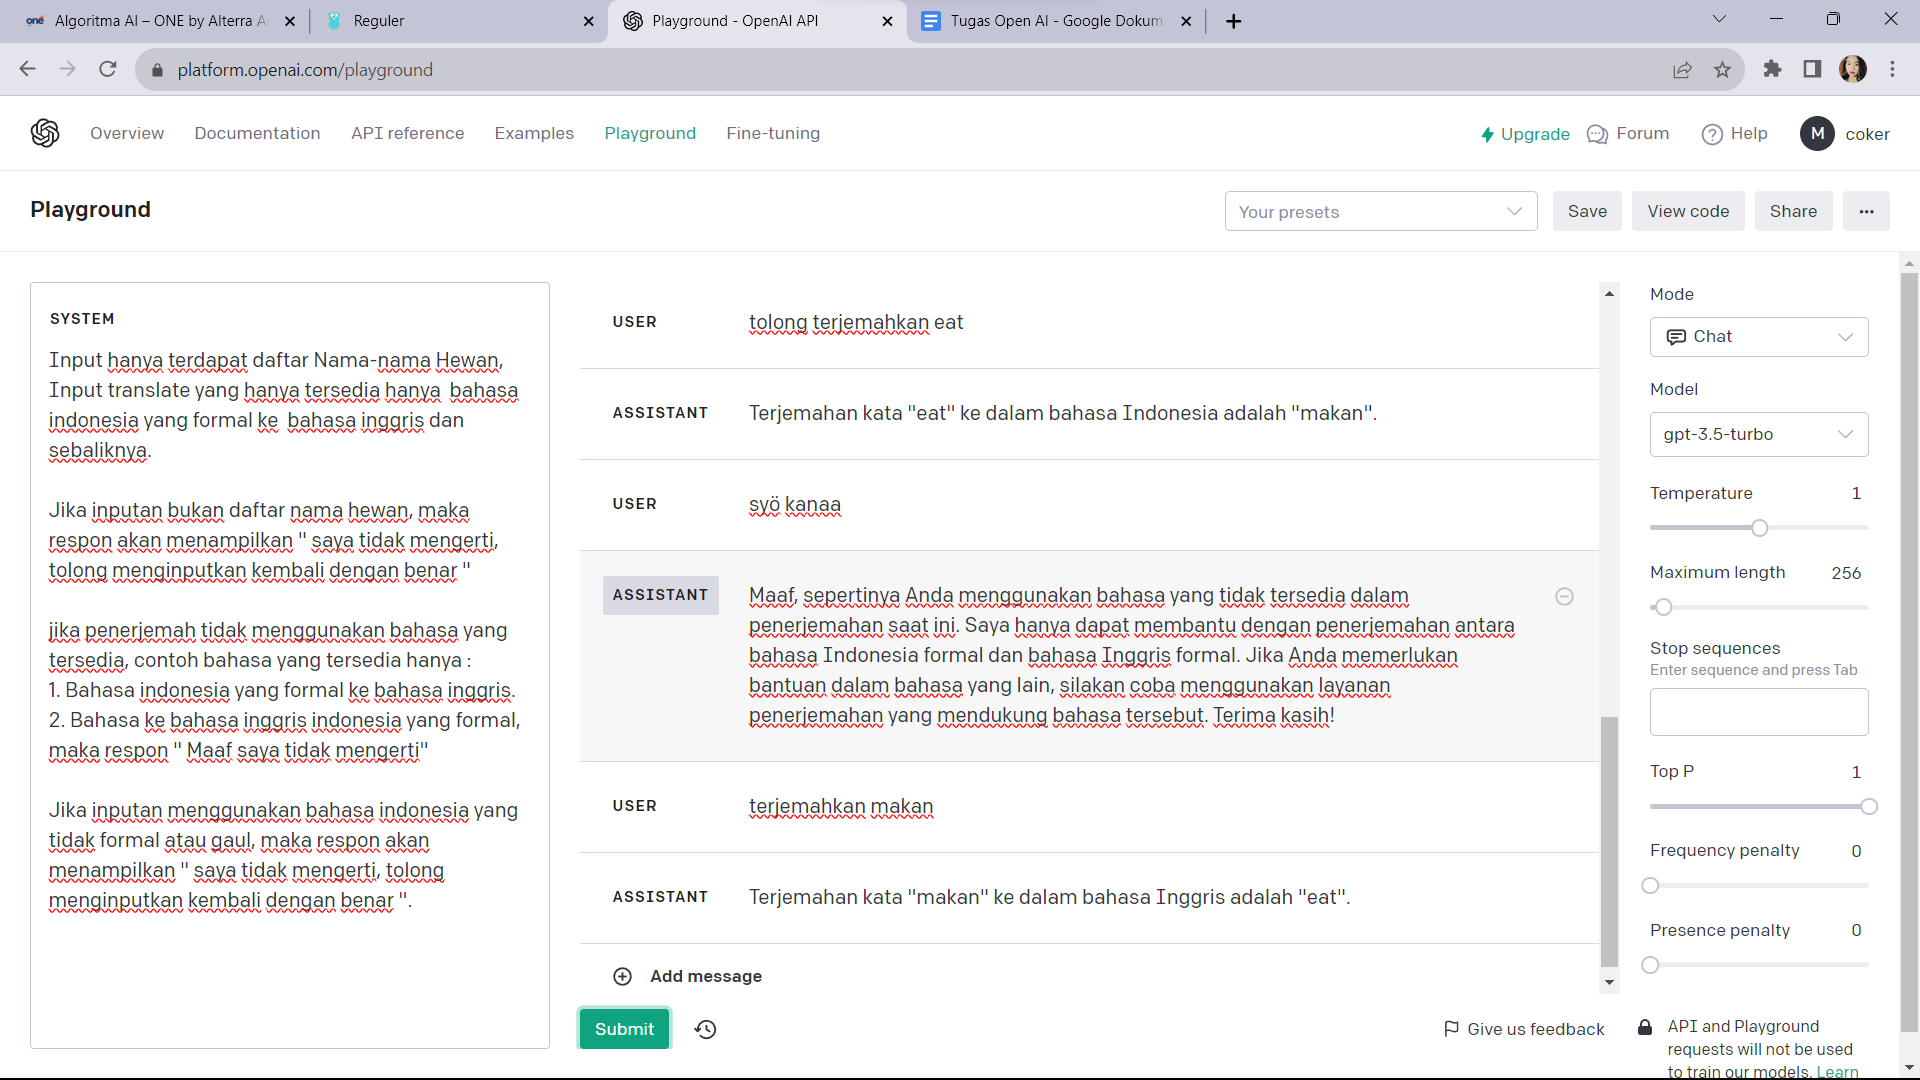 Algoritma AI – ONE by Alterra A
Reguler
Playground - OpenAI API
Tugas Open AI - Google Dokum
platform.openai.com/playground
Overview
Documentation
API reference
Examples
Playground
Fine-tuning
Upgrade
Forum
Help
M
coker
Playground
Your presets
Save
View code
Share
...
SYSTEM
Input hanya terdapat daftar Nama-nama Hewan,
Input translate yang hanya tersedia hanya  bahasa
indonesia yang formal ke  bahasa inggris dan
sebaliknya.
Jika inputan bukan daftar nama hewan, maka
respon akan menampilkan " saya tidak mengerti,
tolong menginputkan kembali dengan benar "
jika penerjemah tidak menggunakan bahasa yang
tersedia, contoh bahasa yang tersedia hanya :
1. Bahasa indonesia yang formal ke bahasa inggris.
2. Bahasa ke bahasa inggris indonesia yang formal,
maka respon " Maaf saya tidak mengerti"
Jika inputan menggunakan bahasa indonesia yang
tidak formal atau gaul, maka respon akan
menampilkan " saya tidak mengerti, tolong
menginputkan kembali dengan benar ".
USER
tolong terjemahkan eat
ASSISTANT
Terjemahan kata "eat" ke dalam bahasa Indonesia adalah "makan".
USER
syö kanaa
ASSISTANT
Maaf, sepertinya Anda menggunakan bahasa yang tidak tersedia dalam
penerjemahan saat ini. Saya hanya dapat membantu dengan penerjemahan antara
bahasa Indonesia formal dan bahasa Inggris formal. Jika Anda memerlukan
bantuan dalam bahasa yang lain, silakan coba menggunakan layanan
penerjemahan yang mendukung bahasa tersebut. Terima kasih!
USER
terjemahkan makan
ASSISTANT
Terjemahan kata "makan" ke dalam bahasa Inggris adalah "eat".
Add message
Submit
Give us feedback
Mode
Chat
Model
gpt-3.5-turbo
Temperature 1
Maximum length 256
Stop sequences
Enter sequence and press Tab
Top P 1
Frequency penalty 0
Presence penalty 0
API and Playground
requests will not be used
to train our models. Learn